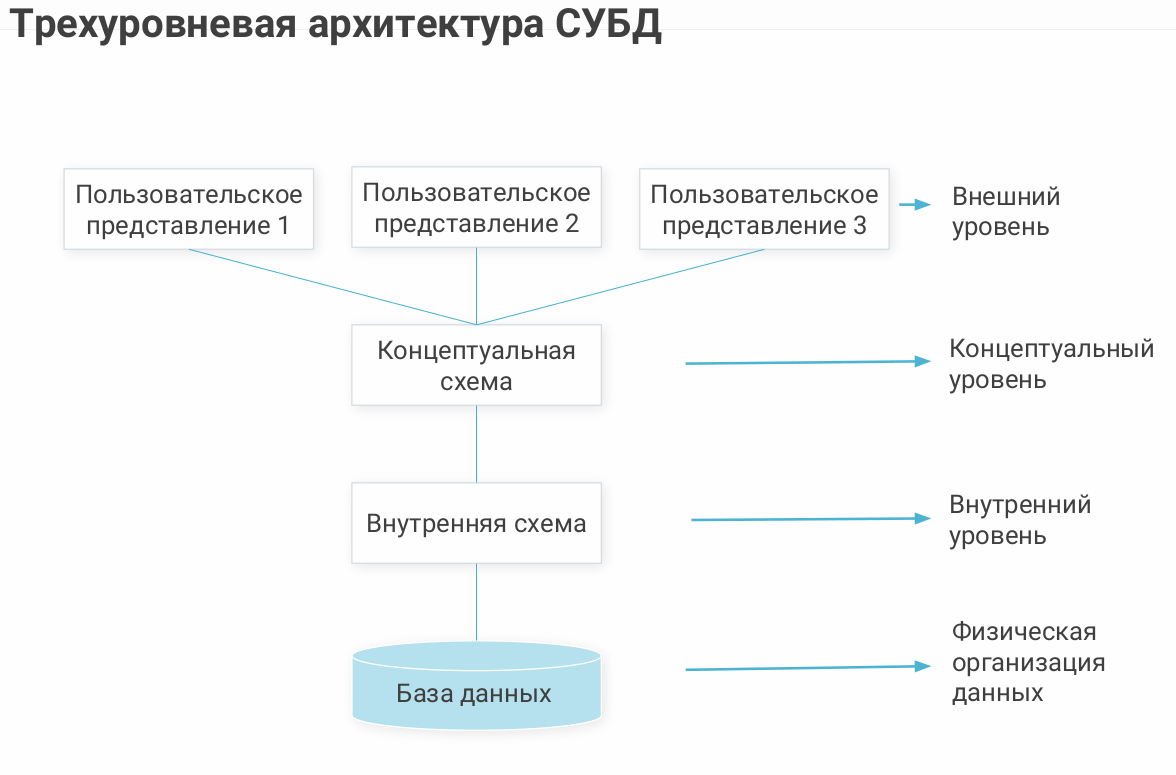 Трехуровневая архитектура СУБД
Пользовательское
представление 1
Пользовательское
представление 2
Пользовательское
представление 3
Внешний
уровень
Концептуальная
схема
Концептуальный
уровень
Внутренняя схема
Внутренний
уровень
База данных
Физическая
организация
данных